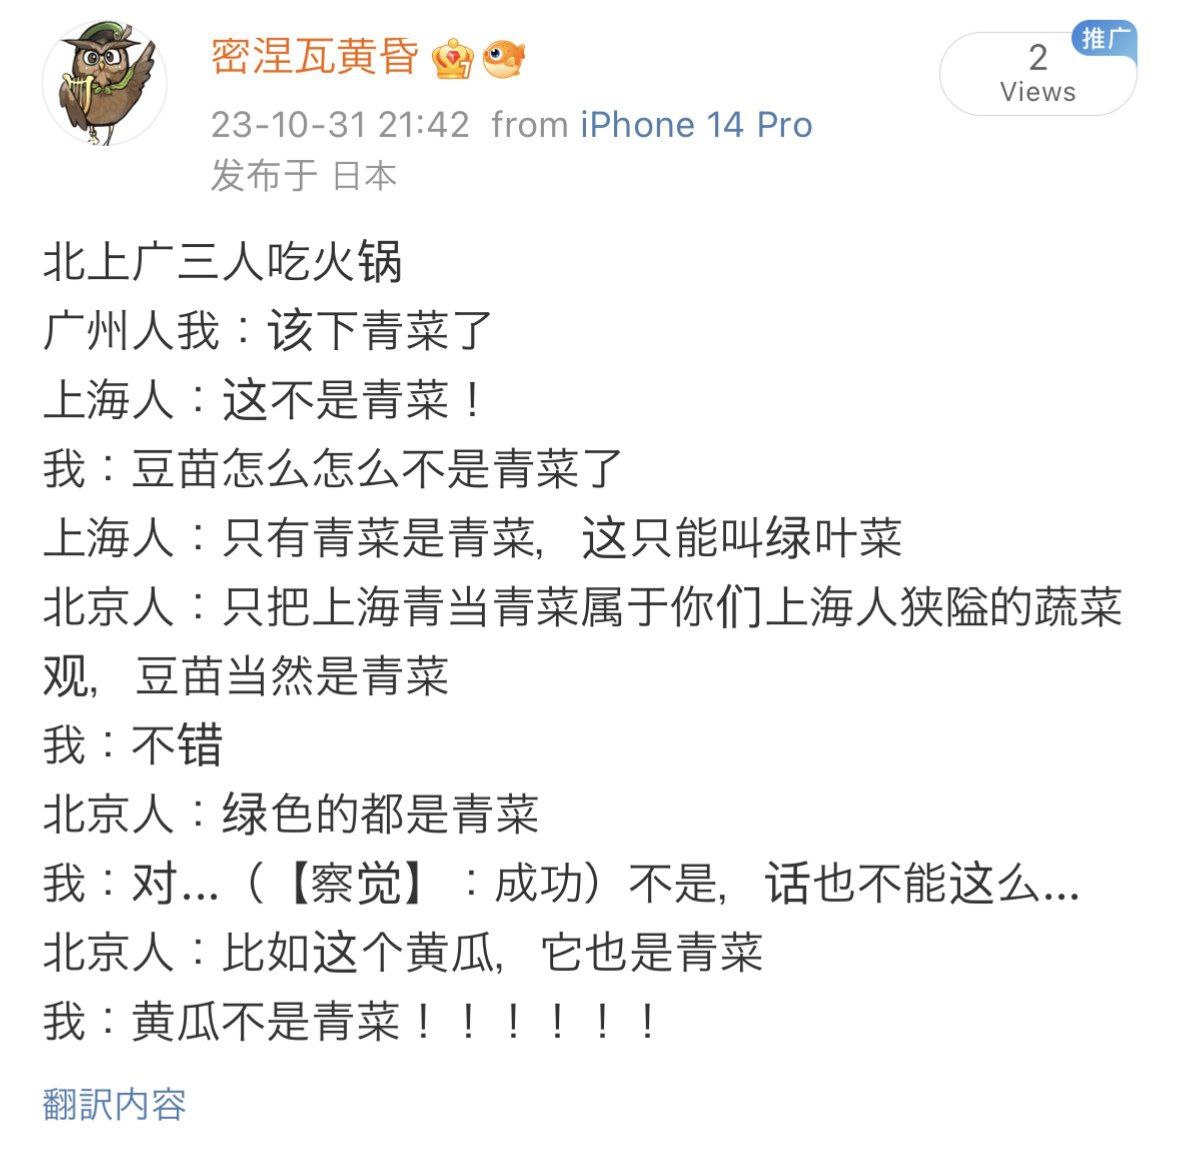 密涅瓦黄昏
2
Views
推广
23-10-31 21:42 from iPhone 14 Pro
发布于 日本
北上广三人吃火锅
广州人我：该下青菜了
上海人：这不是青菜！
我：豆苗怎么怎么不是青菜了
上海人：只有青菜是青菜，这只能叫绿叶菜
北京人：只把上海青当青菜属于你们上海人狭隘的蔬菜
观，豆苗当然是青菜
我：不错
北京人：绿色的都是青菜
我：对…（【察觉】：成功）不是，话也不能这么…
北京人：比如这个黄瓜，它也是青菜
我：黄瓜不是青菜！！！！！！
翻訳内容